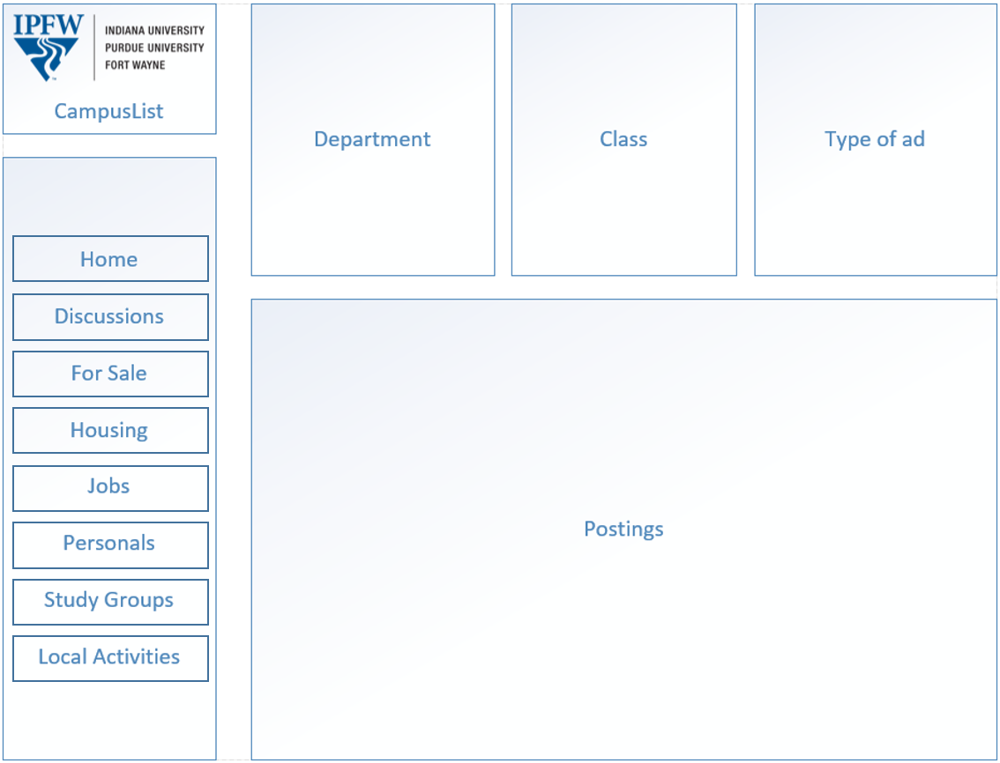 IPFW
INDIANA UNIVERSITY
PURDUE UNIVERSITY
FORT WAYNE
CampusList
Home
Discussions
For Sale
Housing
Jobs
Personals
Study Groups
Local Activities
Department
Class
Type of ad
Postings